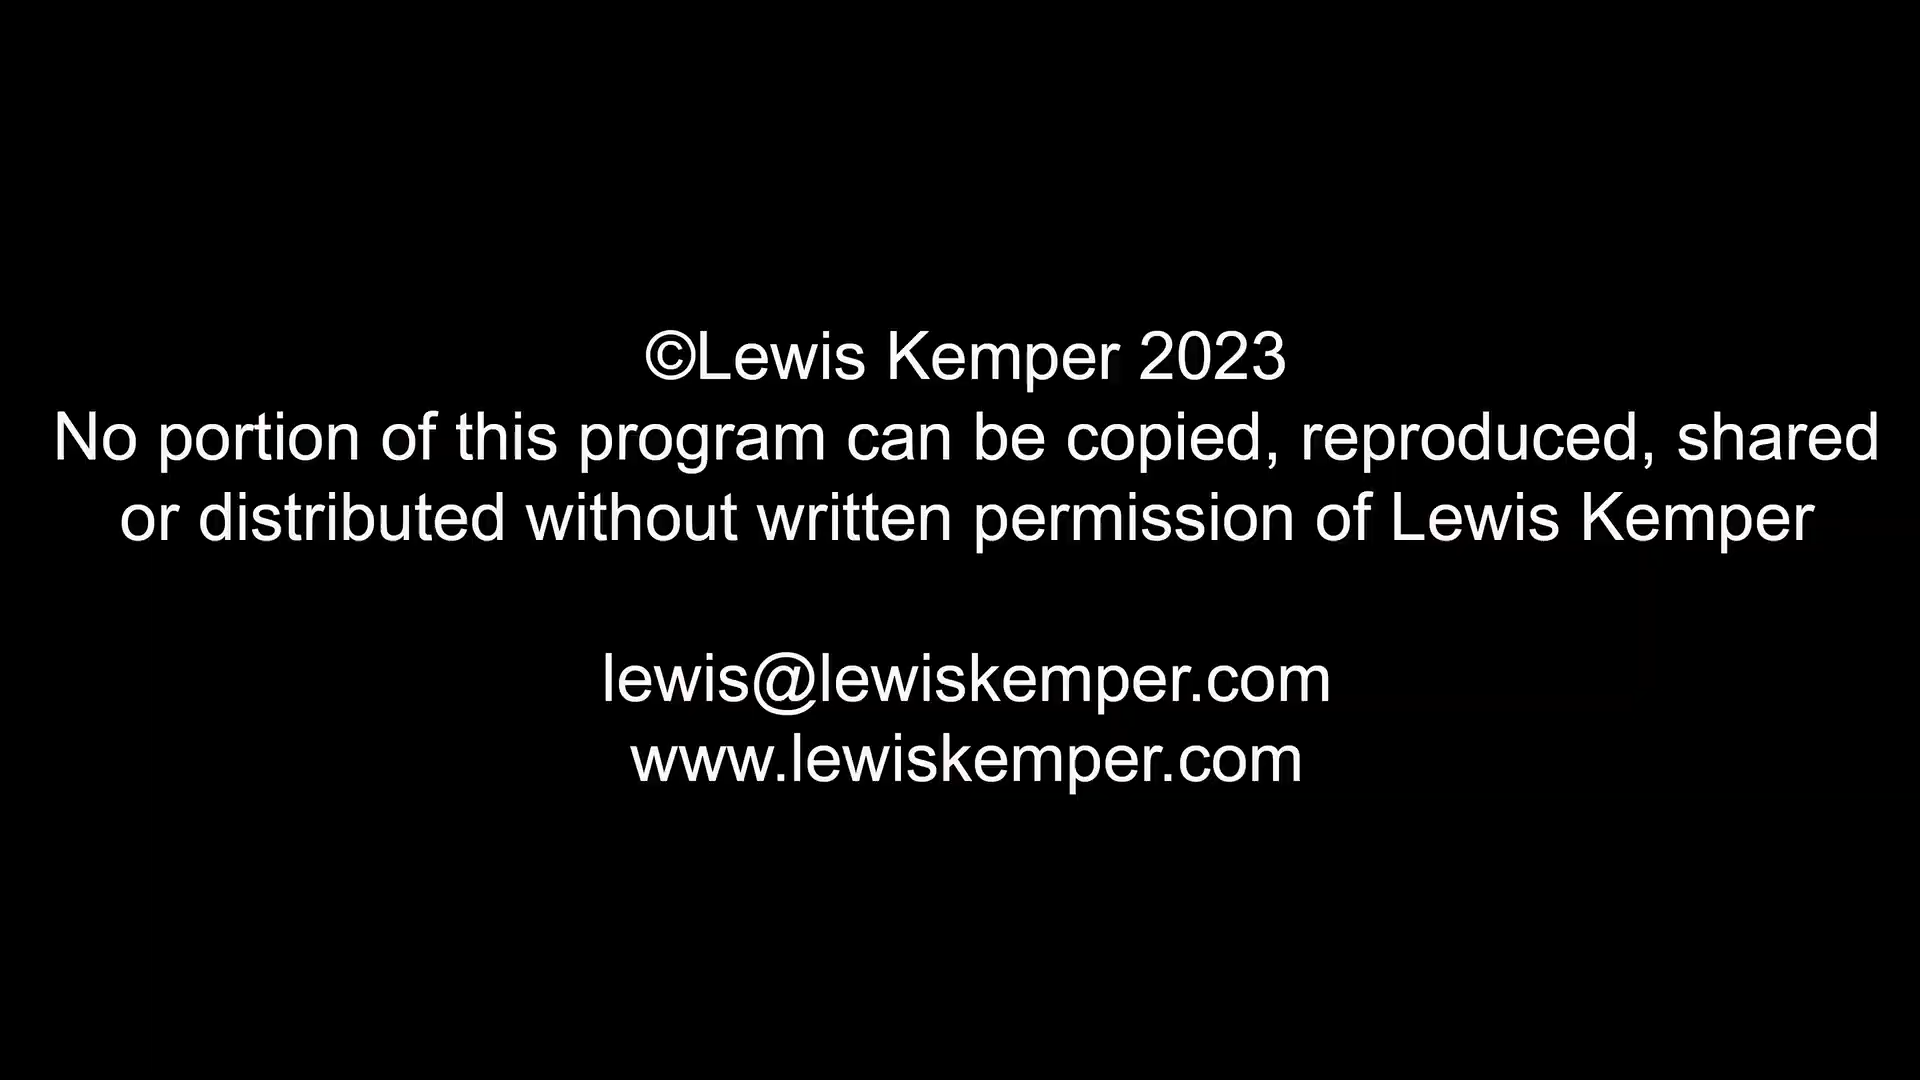 ©Lewis Kemper 2023
No portion of this program can be copied, reproduced, shared
or distributed without written permission of Lewis Kemper
lewis@lewiskemper.com
www.lewiskemper.com